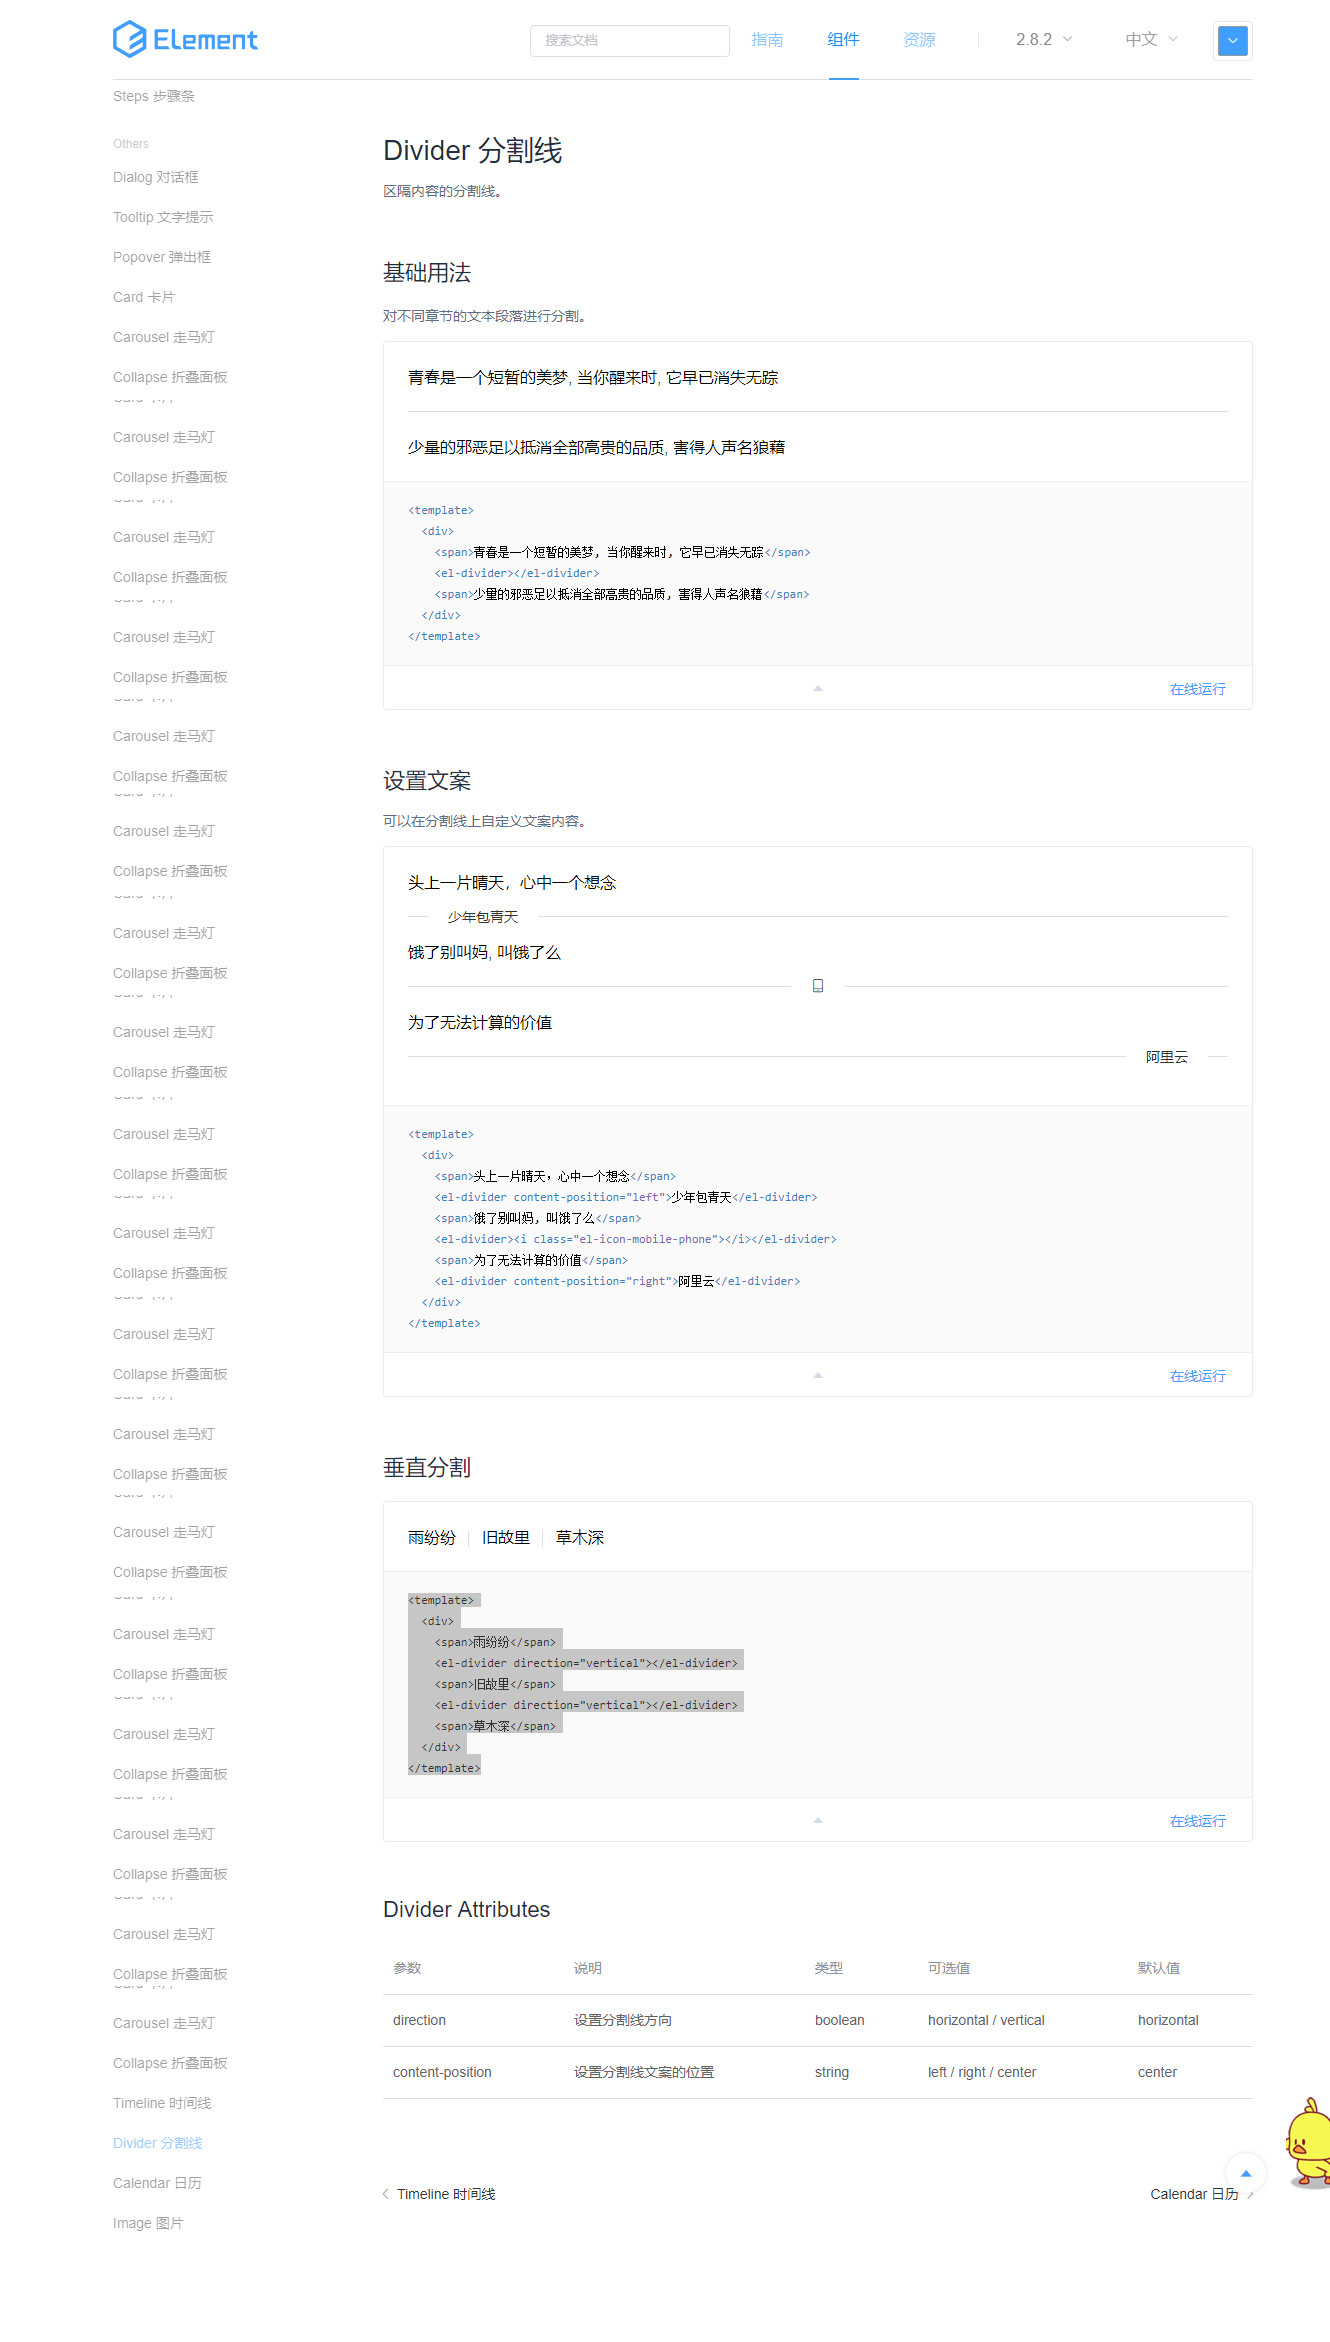 Element
搜索文档
指南
组件
资源
2.8.2
中文
Steps 步骤条
Others
Dialog 对话框
Tooltip 文字提示
Popover 弹出框
Card 卡片
Carousel 走马灯
Collapse 折叠面板
Carousel 走马灯
Collapse 折叠面板
Carousel 走马灯
Collapse 折叠面板
Carousel 走马灯
Collapse 折叠面板
Carousel 走马灯
Collapse 折叠面板
Carousel 走马灯
Collapse 折叠面板
Carousel 走马灯
Collapse 折叠面板
Carousel 走马灯
Collapse 折叠面板
Carousel 走马灯
Collapse 折叠面板
Carousel 走马灯
Collapse 折叠面板
Carousel 走马灯
Collapse 折叠面板
Carousel 走马灯
Collapse 折叠面板
Carousel 走马灯
Collapse 折叠面板
Carousel 走马灯
Collapse 折叠面板
Carousel 走马灯
Collapse 折叠面板
Carousel 走马灯
Collapse 折叠面板
Carousel 走马灯
Collapse 折叠面板
Carousel 走马灯
Collapse 折叠面板
Timeline 时间线
Divider 分割线
Calendar 日历
Image 图片
Divider 分割线
区隔内容的分割线。
基础用法
对不同章节的文本段落进行分割。
青春是一个短暂的美梦, 当你醒来时, 它早已消失无踪
少量的邪恶足以抵消全部高贵的品质, 害得人声名狼藉
<template>
  <div>
    <span>青春是一个短暂的美梦, 当你醒来时, 它早已消失无踪</span>
    <el-divider></el-divider>
    <span>少量的邪恶足以抵消全部高贵的品质, 害得人声名狼藉</span>
  </div>
</template>
在线运行
设置文案
可以在分割线上自定义文案内容。
头上一片晴天，心中一个想念
少年包青天
饿了别叫妈, 叫饿了么
为了无法计算的价值
阿里云
<template>
  <div>
    <span>头上一片晴天，心中一个想念</span>
    <el-divider content-position="left">少年包青天</el-divider>
    <span>饿了别叫妈, 叫饿了么</span>
    <el-divider><i class="el-icon-mobile-phone"></i></el-divider>
    <span>为了无法计算的价值</span>
    <el-divider content-position="right">阿里云</el-divider>
  </div>
</template>
在线运行
垂直分割
雨纷纷 旧故里 草木深
<template>
  <div>
    <span>雨纷纷</span>
    <el-divider direction="vertical"></el-divider>
    <span>旧故里</span>
    <el-divider direction="vertical"></el-divider>
    <span>草木深</span>
  </div>
</template>
在线运行
Divider Attributes
参数 说明 类型 可选值 默认值
direction 设置分割线方向 boolean horizontal / vertical horizontal
content-position 设置分割线文案的位置 string left / right / center center
Timeline 时间线
Calendar 日历